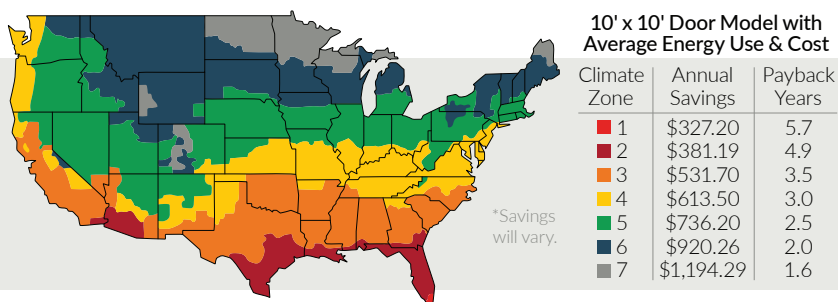 10' x 10' Door Model with
Average Energy Use & Cost
Climate Zone Annual Savings Payback Years
1 $327.20 5.7
2 $381.19 4.9
3 $531.70 3.5
4 $613.50 3.0
5 $736.20 2.5
6 $920.26 2.0
7 $1,194.29 1.6
*Savings
will vary.